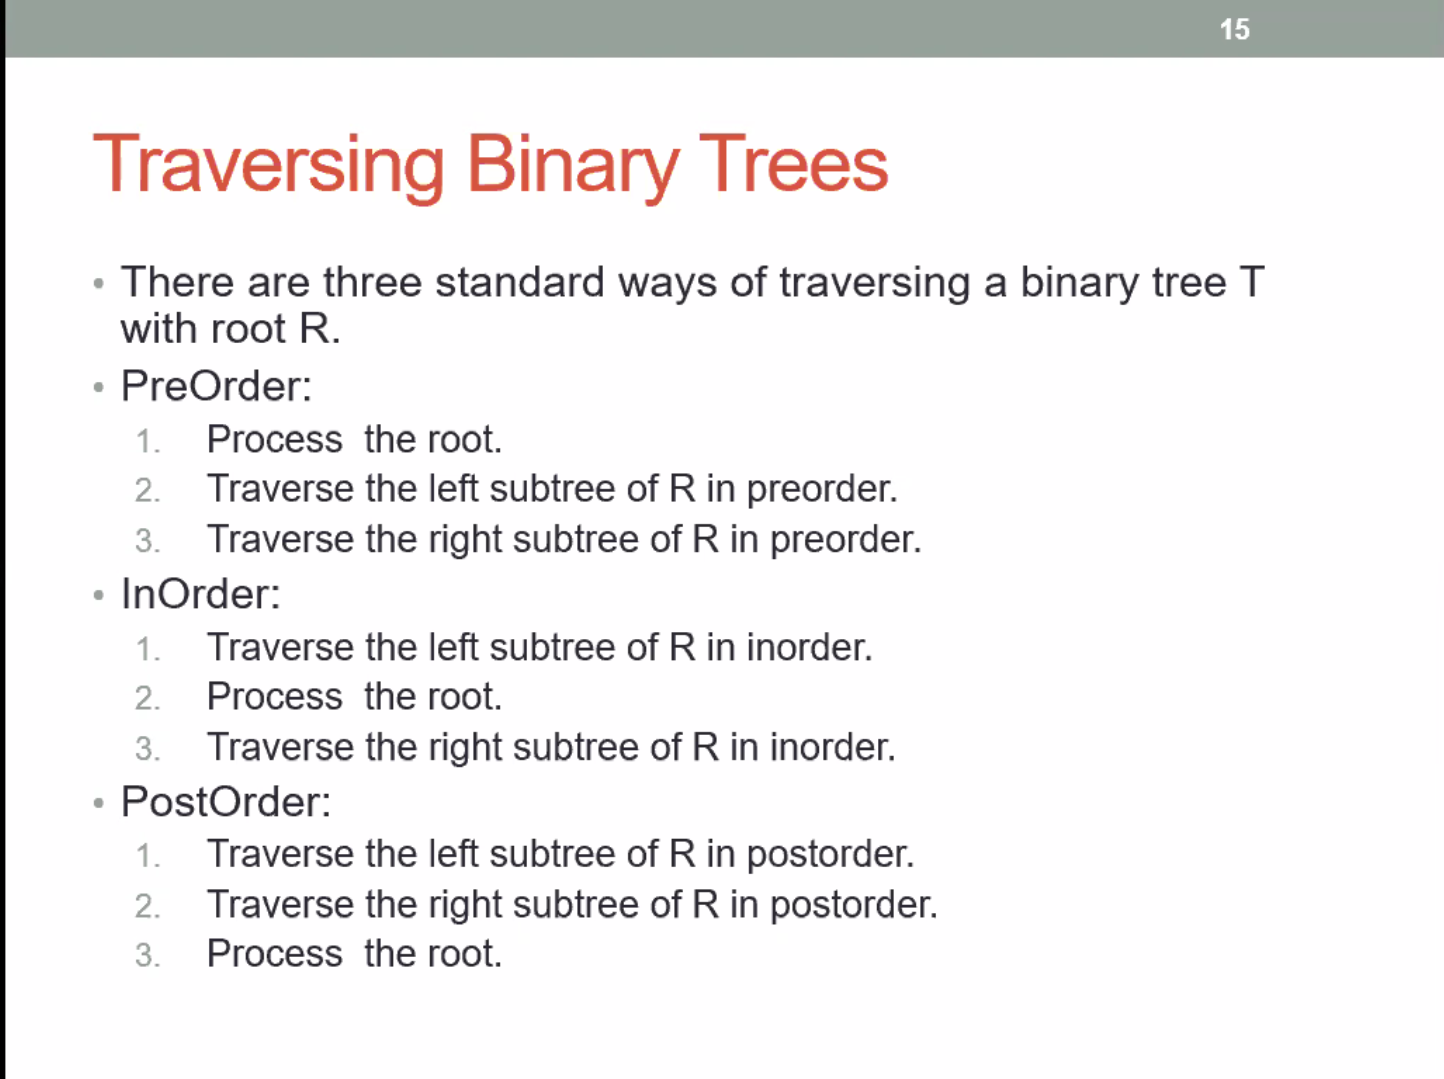 15
Traversing Binary Trees
• There are three standard ways of traversing a binary tree T
with root R.
• PreOrder:
1. Process  the root.
2. Traverse the left subtree of R in preorder.
3. Traverse the right subtree of R in preorder.
• InOrder:
1. Traverse the left subtree of R in inorder.
2. Process  the root.
3. Traverse the right subtree of R in inorder.
• PostOrder:
1. Traverse the left subtree of R in postorder.
2. Traverse the right subtree of R in postorder.
3. Process  the root.